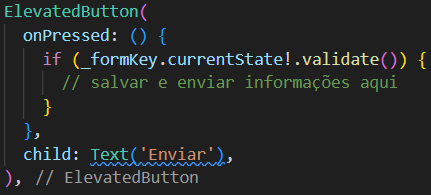 ElevatedButton(
  onPressed: () {
    if (_formKey.currentState!.validate()) {
      // salvar e enviar informações aqui
    }
  },
  child: Text('Enviar'),
), // ElevatedButton